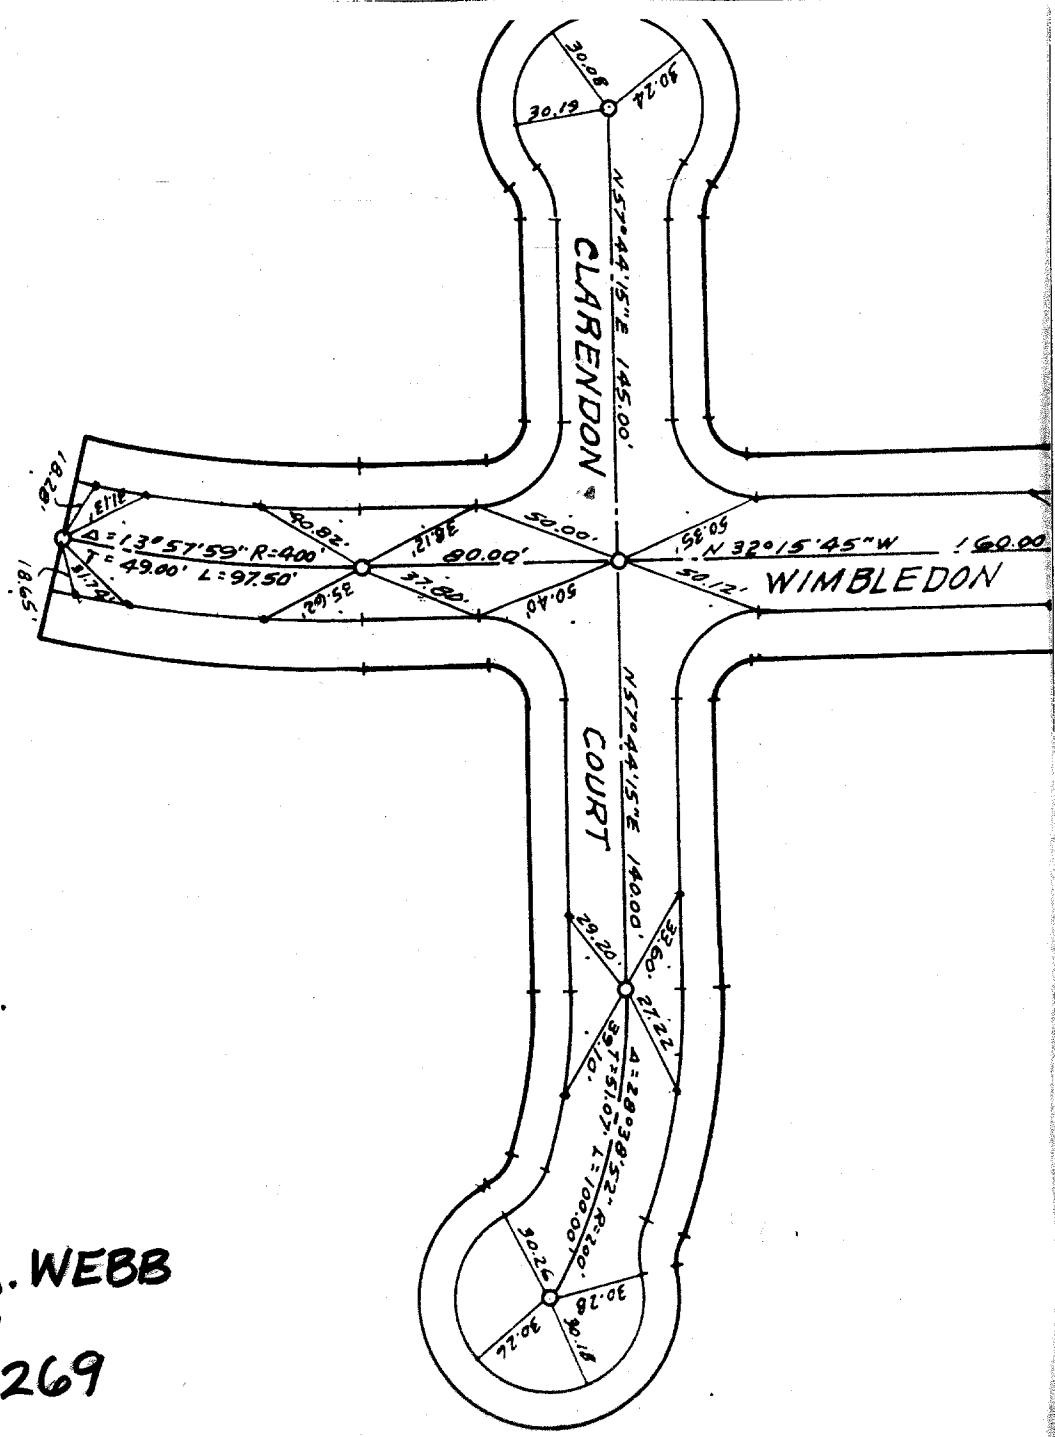 30.08
30.24
30.19
N 57°44'15"E 145.00'
CLARENDON
18.28'
31.13'
40.82'
38.12'
50.00'
50.35'
Δ = 13°57'59" R=400'
T = 49.00' L = 97.50'
80.00'
N 32°15'45"W 160.00
WIMBLEDON
18.65'
31.74'
35.62'
37.80'
50.40'
50.12'
N 57°44'15"E 140.00'
COURT
29.20'
33.60'
27.22'
39.10'
Δ = 28°38'52" R=200'
T=51.07' L=100.00'
30.26
30.28
30.26
30.18
. WEBB
269